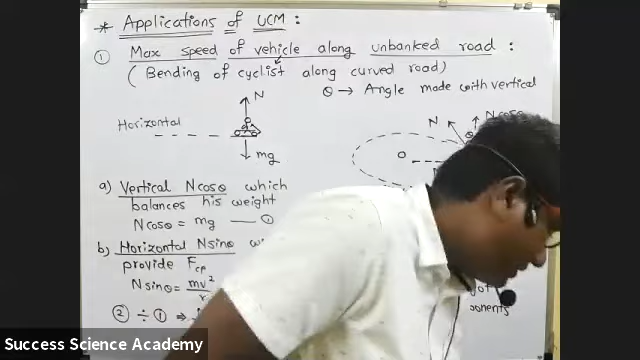 * Applications of UCM :
① Max speed of vehicle along unbanked road :
( Bending of cyclist along curved road)
θ → Angle made with vertical
N
Horizontal
mg
N
Ncosθ
θ
O
a) Vertical Ncosθ which
balances his weight
Ncosθ = mg — ①
b) Horizontal Nsinθ
provide Fcp
Nsinθ = mv²/r
② ÷ ① ⇒
Success Science Academy